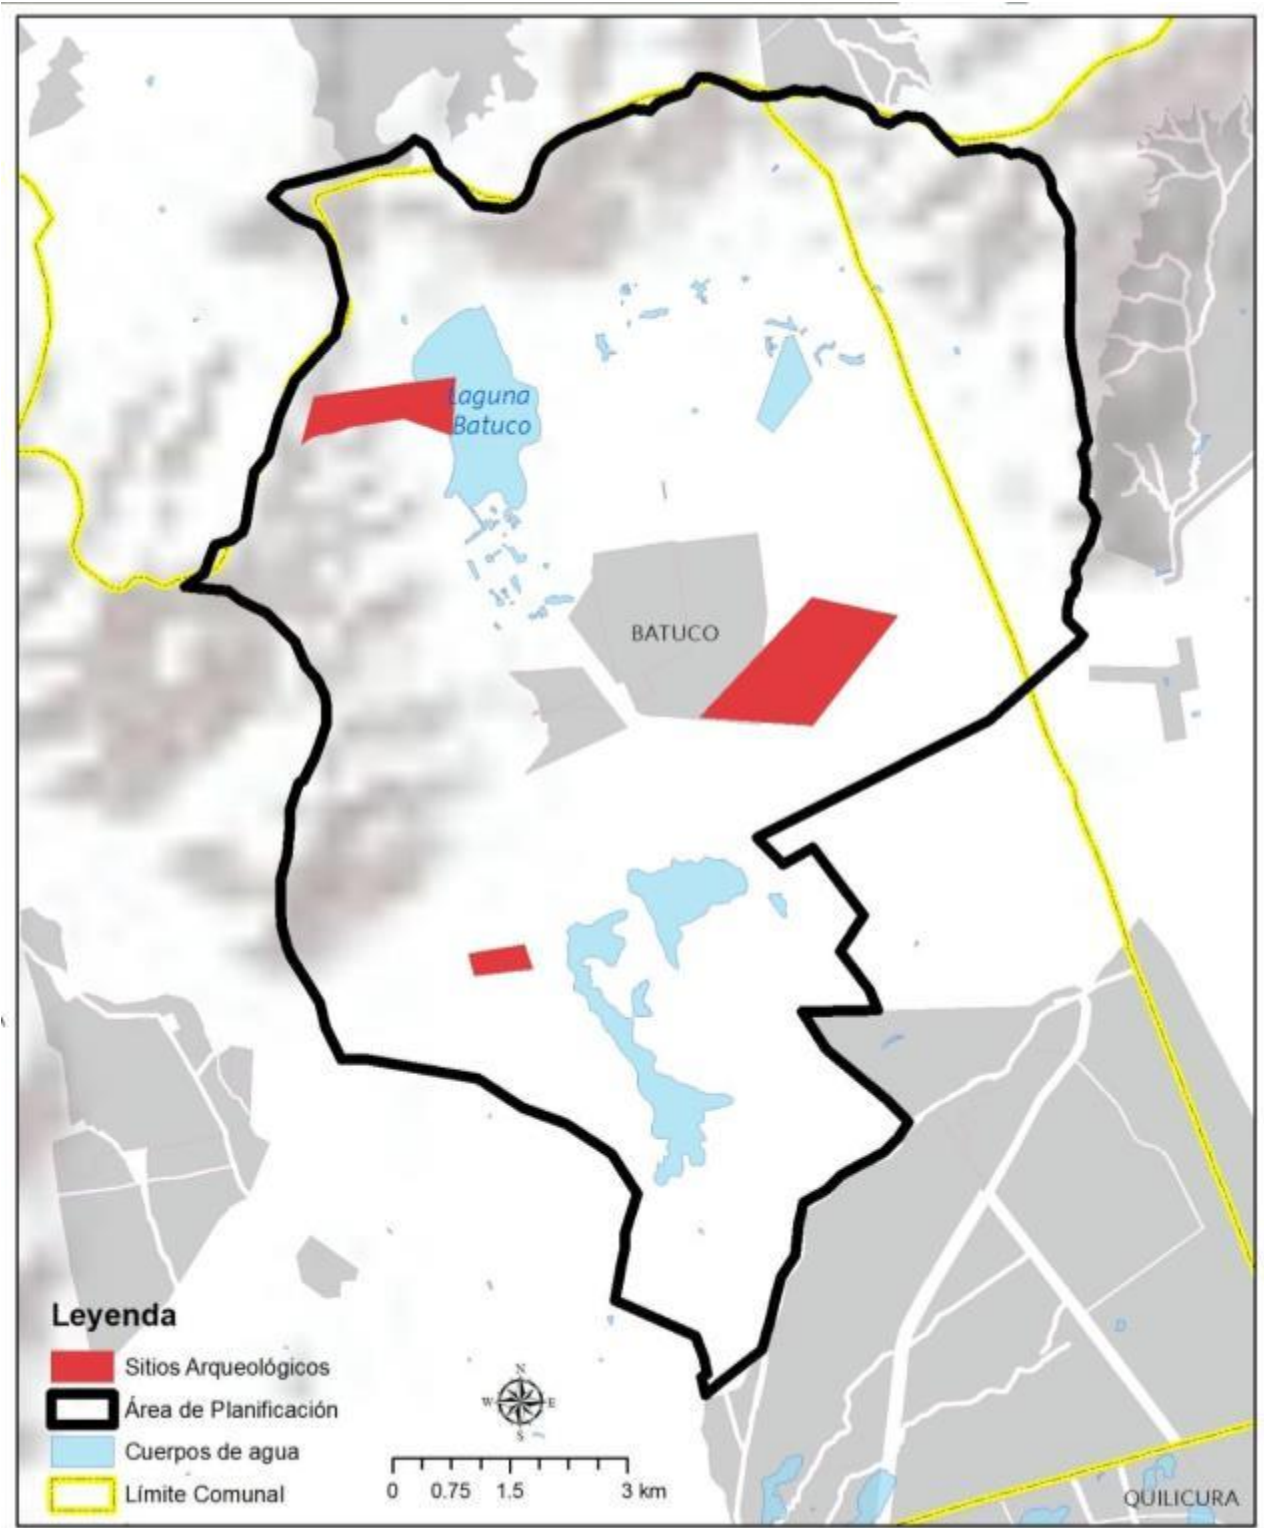 Laguna
Batuco
BATUCO
Leyenda
Sitios Arqueológicos
Área de Planificación
Cuerpos de agua
Límite Comunal
N
W E
S
0 0.75 1.5 3 km
QUILICURA